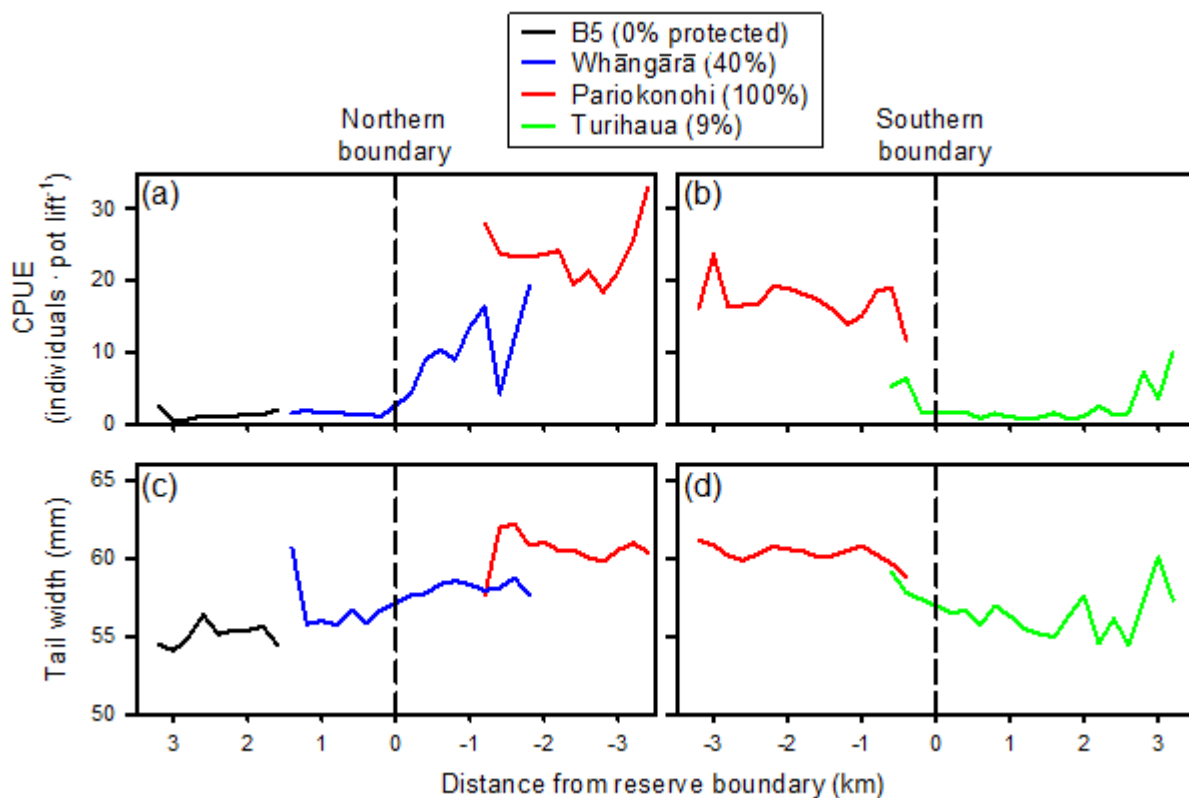 B5 (0% protected)
Whāngārā (40%)
Pariokonohi (100%)
Turihaua (9%)
Northern
boundary
Southern
boundary
(a)
(b)
30
20
10
0
CPUE
(individuals · pot lift⁻¹)
(c)
(d)
65
60
55
50
Tail width (mm)
3 2 1 0 -1 -2 -3
-3 -2 -1 0 1 2 3
Distance from reserve boundary (km)